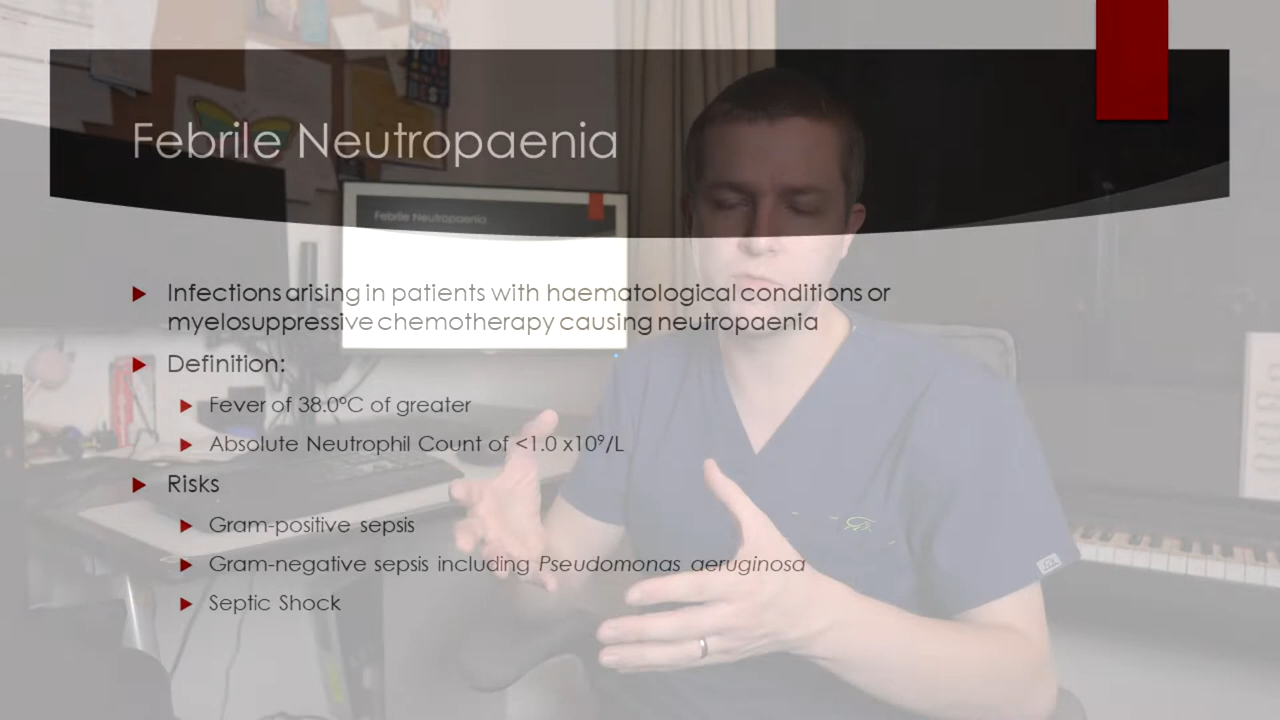 Febrile Neutropaenia
Febrile Neutropaenia
Infections arising in patients with haematological conditions or
myelosuppressive chemotherapy causing neutropaenia
Definition:
Fever of 38.0°C of greater
Absolute Neutrophil Count of <1.0 x10⁹/L
Risks
Gram-positive sepsis
Gram-negative sepsis including Pseudomonas aeruginosa
Septic Shock